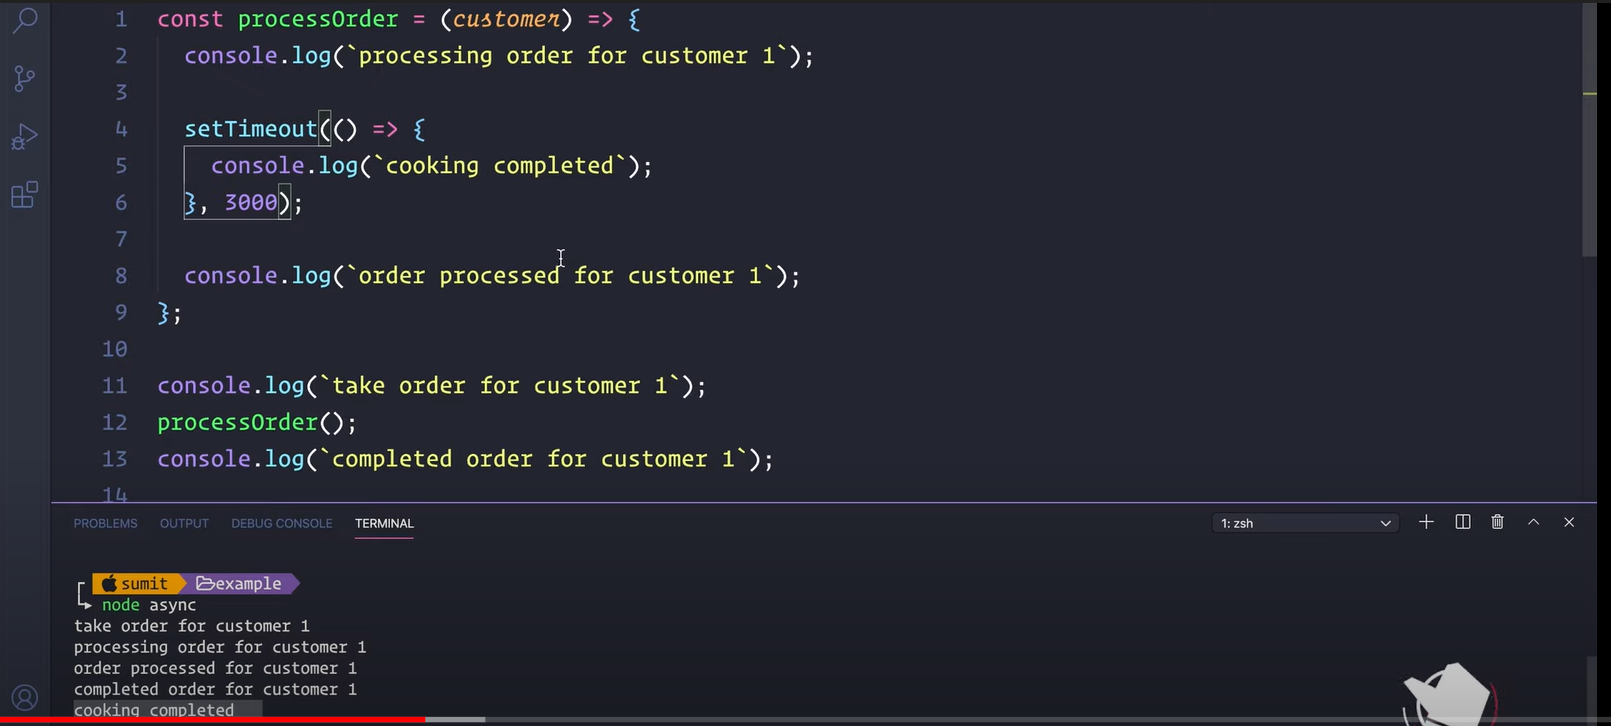 1 const processOrder = (customer) => {
2 console.log(`processing order for customer 1`);
3
4 setTimeout(() => {
5 console.log(`cooking completed`);
6 }, 3000);
7
8 console.log(`order processed for customer 1`);
9 };
10
11 console.log(`take order for customer 1`);
12 processOrder();
13 console.log(`completed order for customer 1`);
14
PROBLEMS OUTPUT DEBUG CONSOLE TERMINAL 1: zsh
sumit example
node async
take order for customer 1
processing order for customer 1
order processed for customer 1
completed order for customer 1
cooking completed